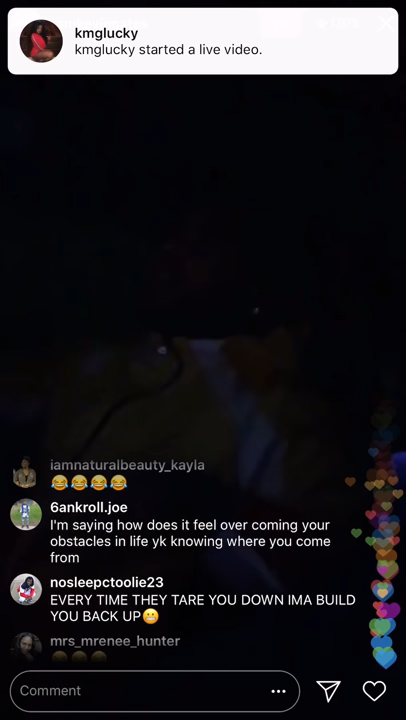 kmglucky
kmglucky started a live video.
iamnaturalbeauty_kayla
😂😂😂😂
6ankroll.joe
I'm saying how does it feel over coming your
obstacles in life yk knowing where you come
from
nosleepctoolie23
EVERY TIME THEY TARE YOU DOWN IMA BUILD
YOU BACK UP😬
mrs_mrenee_hunter
Comment